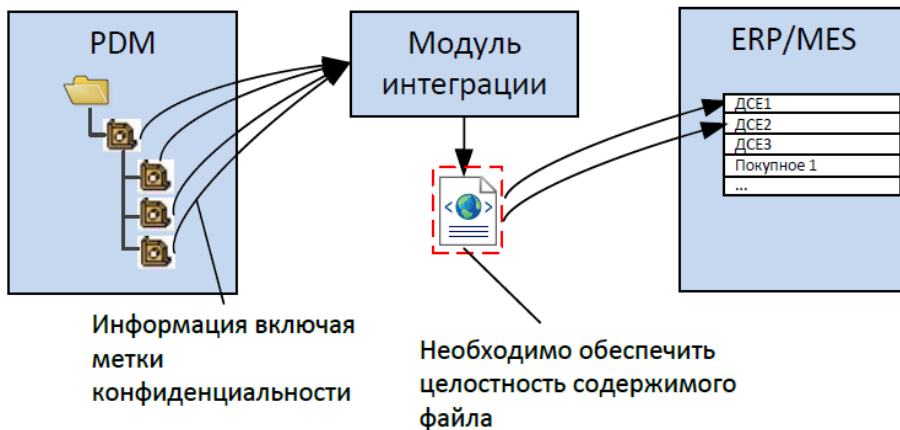 PDM
Модуль
интеграции
ERP/MES
ДСЕ1
ДСЕ2
ДСЕ3
Покупное 1
...
Информация включая
метки
конфиденциальности
Необходимо обеспечить
целостность содержимого
файла